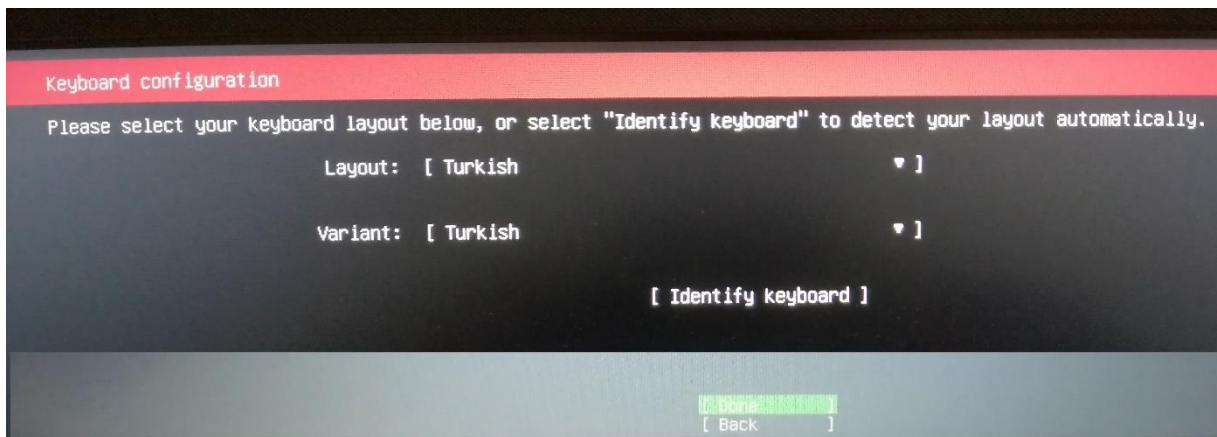 Keyboard configuration
Please select your keyboard layout below, or select "Identify keyboard" to detect your layout automatically.
Layout: [ Turkish ▼ ]
Variant: [ Turkish ▼ ]
[ Identify keyboard ]
[ Done ]
[ Back ]